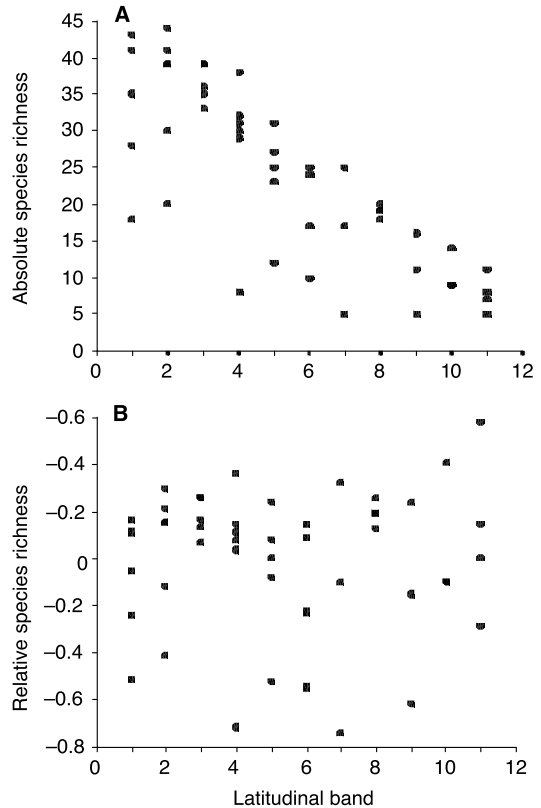 A
45
40
35
30
25
20
15
10
5
0
Absolute species richness
0 2 4 6 8 10 12
B
–0.6
–0.4
–0.2
0
–0.2
–0.4
–0.6
–0.8
Relative species richness
0 2 4 6 8 10 12
Latitudinal band